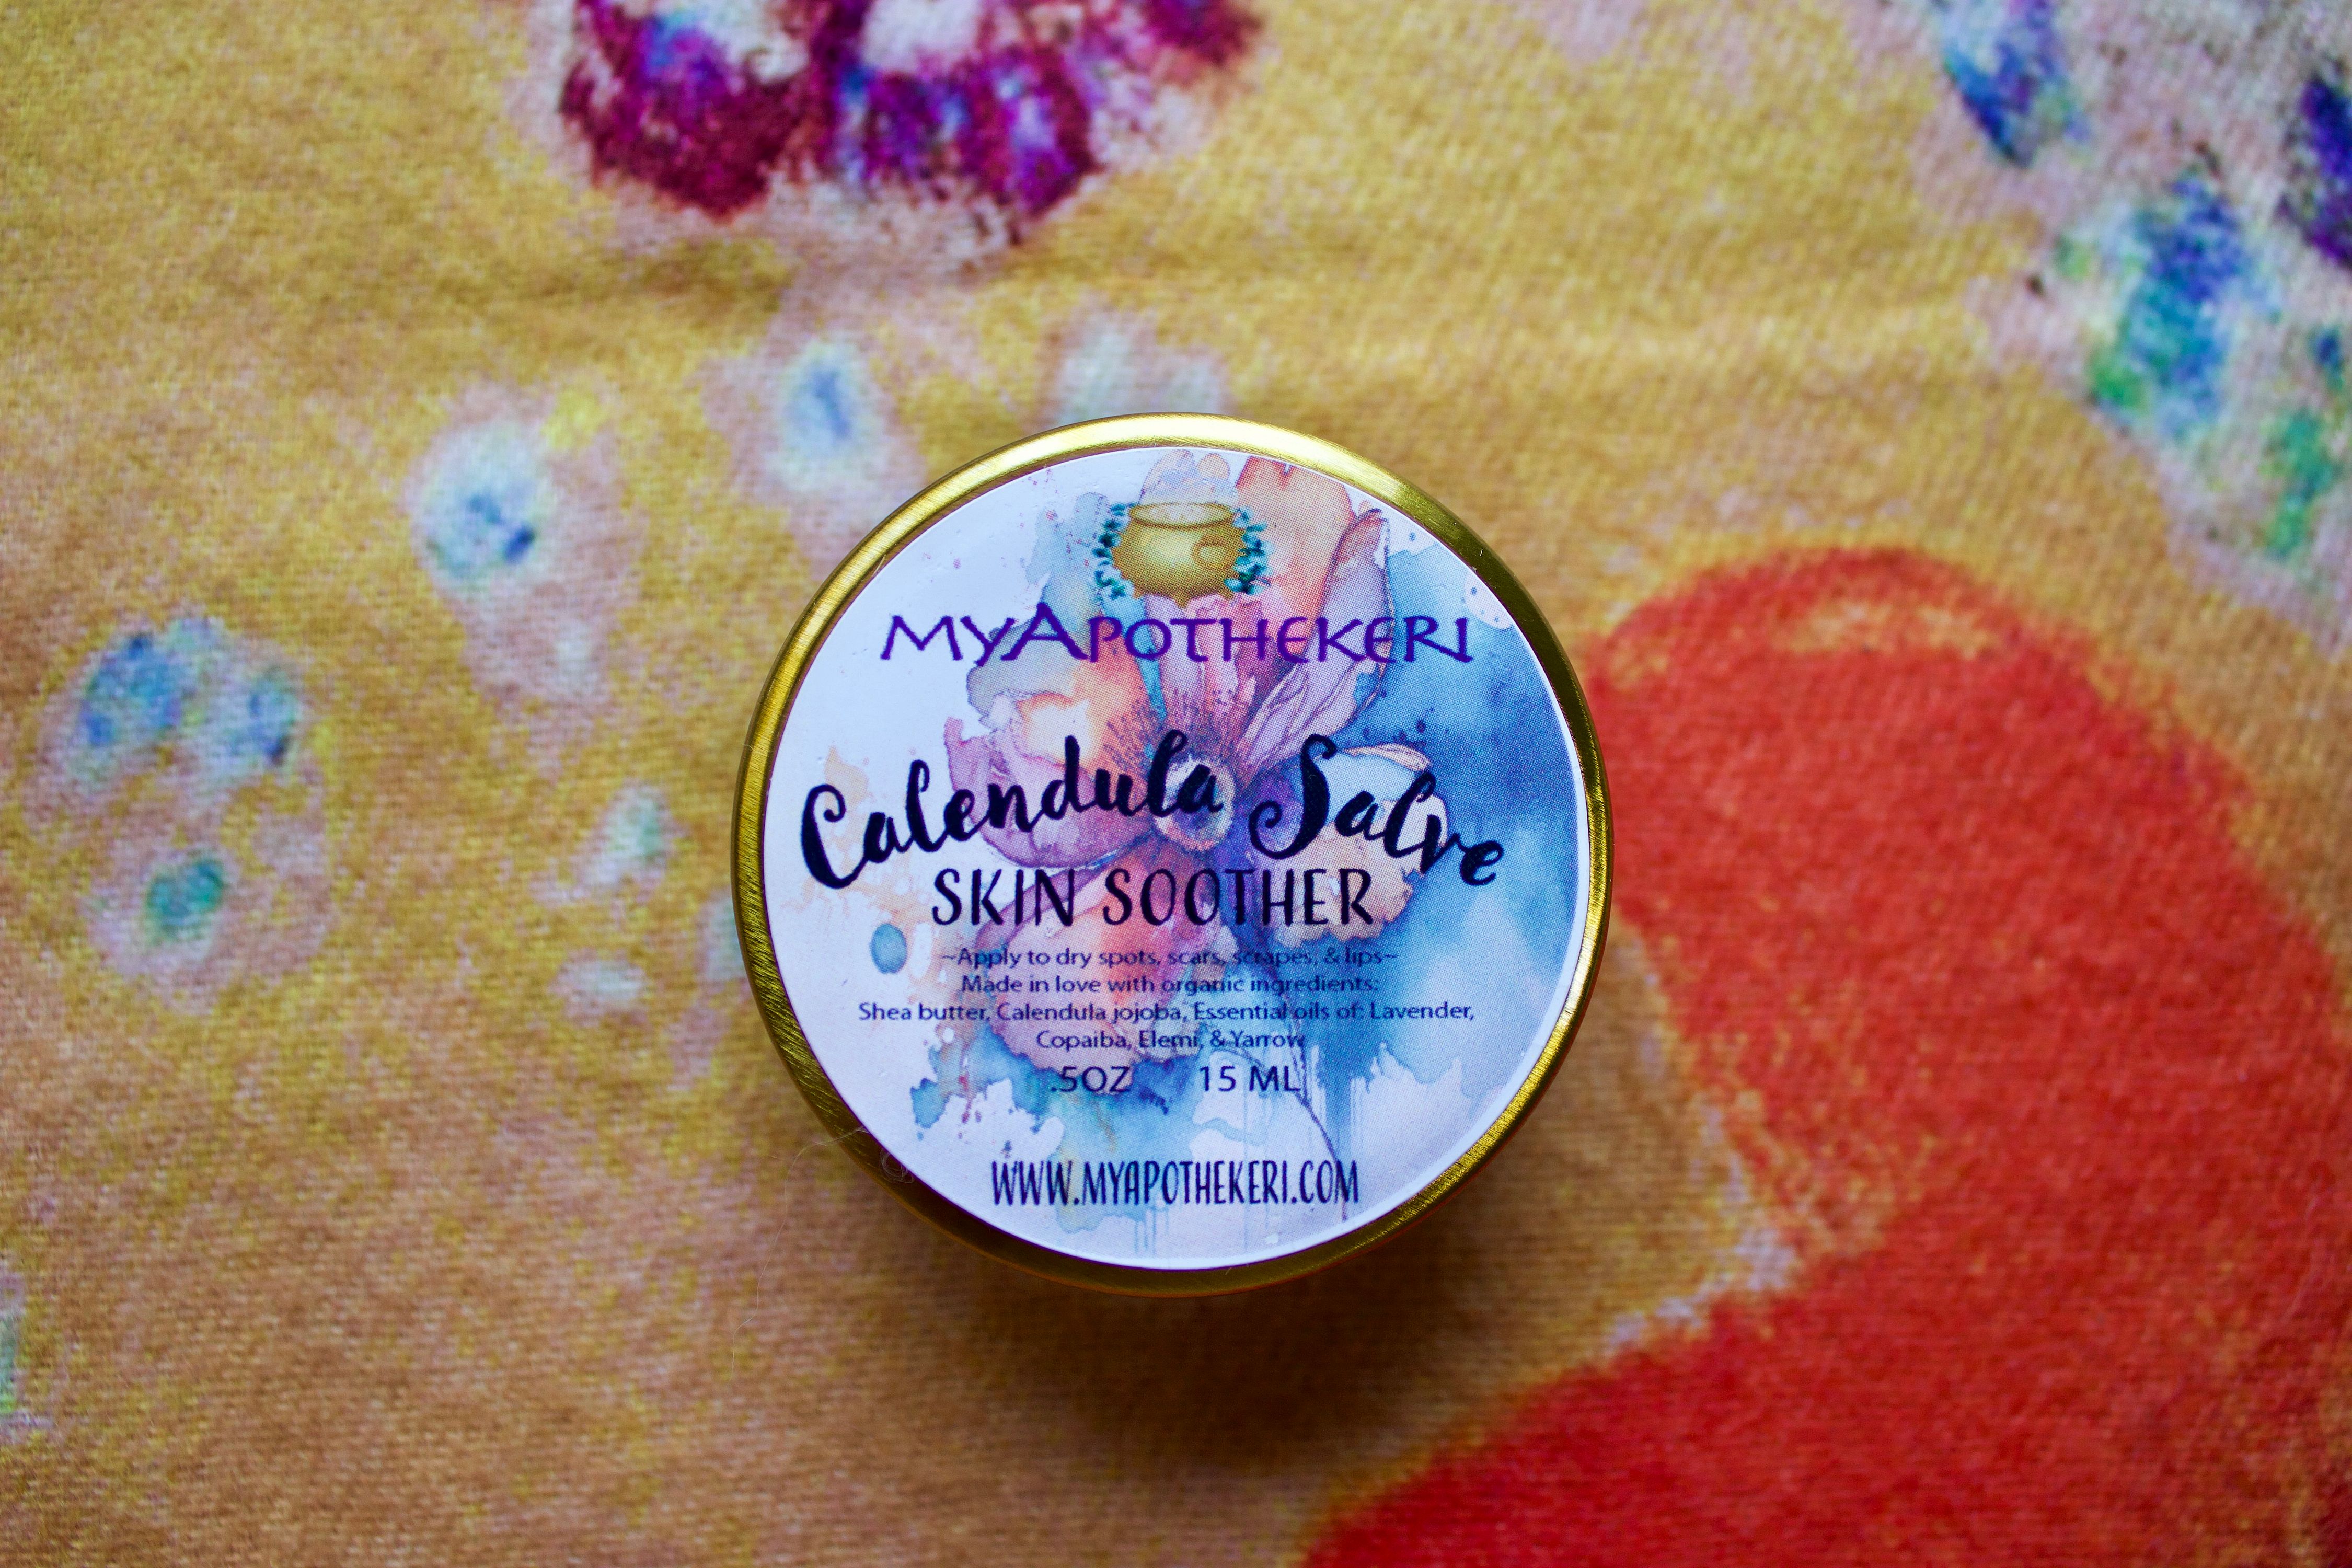 MyApothekeri
Calendula Salve
SKIN SOOTHER
~Apply to dry spots, scars, scrapes, & lips~
Made in love with organic ingredients:
Shea butter, Calendula jojoba, Essential oils of: Lavender,
Copaiba, Elemi, & Yarrow
.5OZ 15 ML
WWW.MYAPOTHEKERI.COM